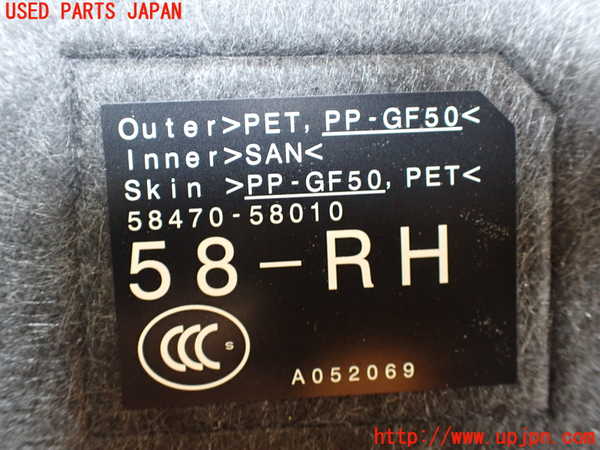 USED PARTS JAPAN
Outer>PET, PP-GF50<
Inner>SAN<
Skin >PP-GF50, PET<
58470-58010
58-RH
CCC S
A052069
http://www.upjpn.com/